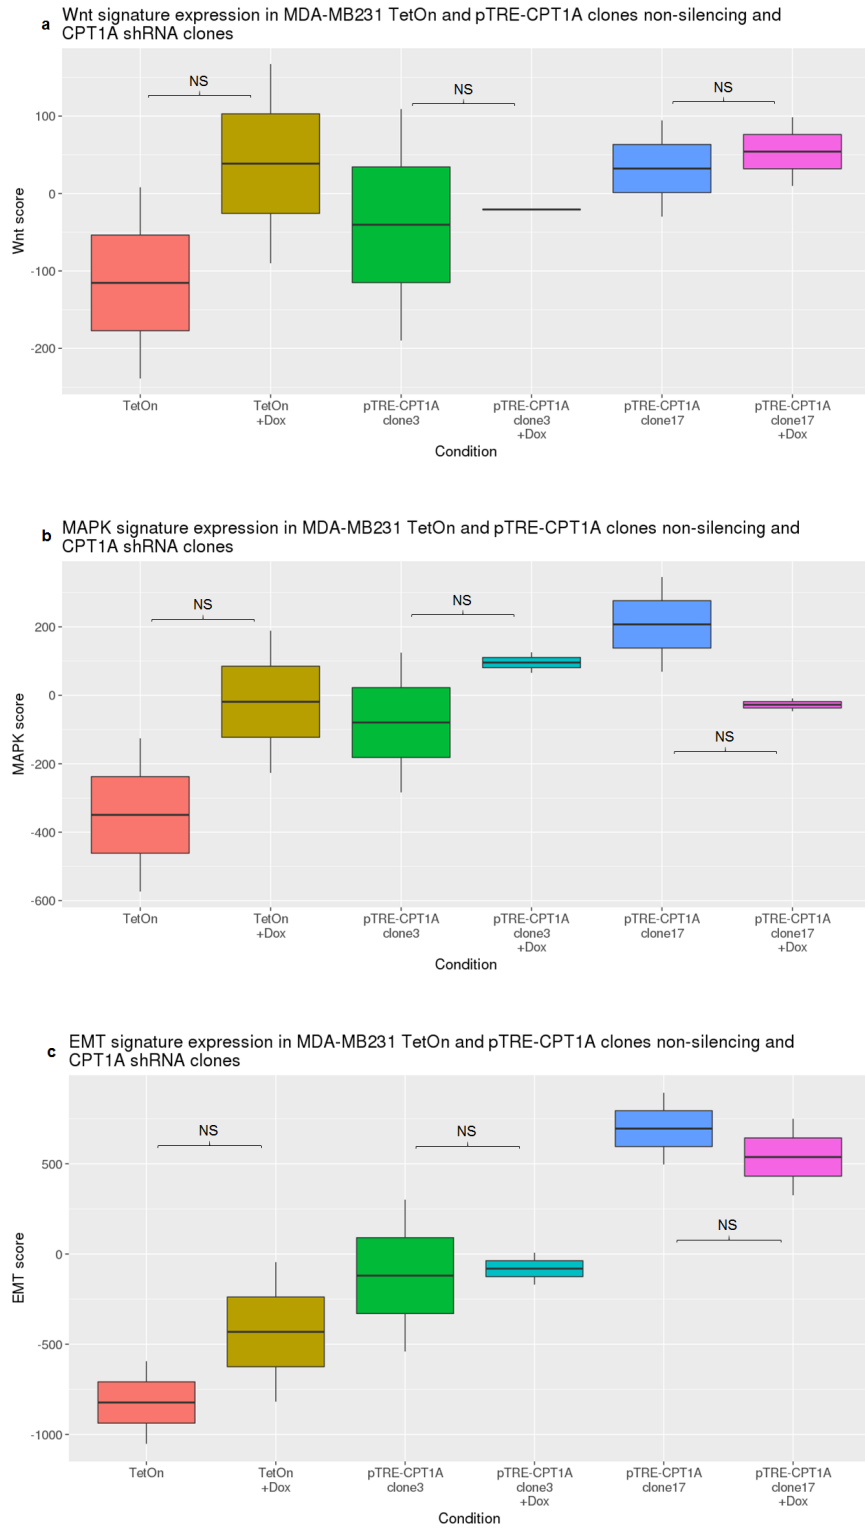 a
Wnt signature expression in MDA-MB231 TetOn and pTRE-CPT1A clones non-silencing and
CPT1A shRNA clones
NS
NS
NS
Wnt score
100
0
-100
-200
TetOn
TetOn
+Dox
pTRE-CPT1A
clone3
pTRE-CPT1A
clone3
+Dox
pTRE-CPT1A
clone17
pTRE-CPT1A
clone17
+Dox
Condition
b
MAPK signature expression in MDA-MB231 TetOn and pTRE-CPT1A clones non-silencing and
CPT1A shRNA clones
NS
NS
NS
MAPK score
200
0
-200
-400
-600
TetOn
TetOn
+Dox
pTRE-CPT1A
clone3
pTRE-CPT1A
clone3
+Dox
pTRE-CPT1A
clone17
pTRE-CPT1A
clone17
+Dox
Condition
c
EMT signature expression in MDA-MB231 TetOn and pTRE-CPT1A clones non-silencing and
CPT1A shRNA clones
NS
NS
NS
EMT score
500
0
-500
-1000
TetOn
TetOn
+Dox
pTRE-CPT1A
clone3
pTRE-CPT1A
clone3
+Dox
pTRE-CPT1A
clone17
pTRE-CPT1A
clone17
+Dox
Condition